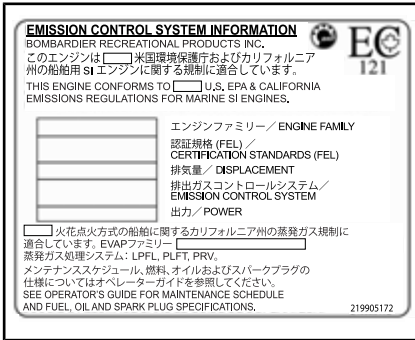 EMISSION CONTROL SYSTEM INFORMATION
BOMBARDIER RECREATIONAL PRODUCTS INC.
このエンジンは 米国環境保護庁およびカリフォルニア
州の船舶用 SI エンジンに関する規制に適合しています。
THIS ENGINE CONFORMS TO U.S. EPA & CALIFORNIA
EMISSIONS REGULATIONS FOR MARINE SI ENGINES.
EC
121
エンジンファミリー／ ENGINE FAMILY
認証規格 (FEL) ／
CERTIFICATION STANDARDS (FEL)
排気量／ DISPLACEMENT
排出ガスコントロールシステム／
EMISSION CONTROL SYSTEM
出力／ POWER
火花点火方式の船舶に関するカリフォルニア州の蒸発ガス規制に
適合しています。EVAPファミリー
蒸発ガス処理システム: LPFL, PLFT, PRV。
メンテナンススケジュール、燃料、オイルおよびスパークプラグの
仕様についてはオペレーターガイドを参照してください。
SEE OPERATOR'S GUIDE FOR MAINTENANCE SCHEDULE
AND FUEL, OIL AND SPARK PLUG SPECIFICATIONS.
219905172